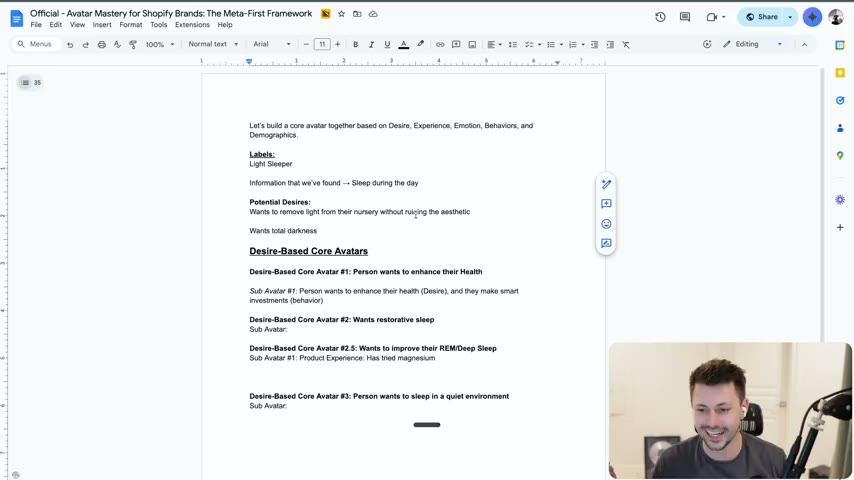 Official - Avatar Mastery for Shopify Brands: The Meta-First Framework
File Edit View Insert Format Tools Extensions Help
Share
Menus
100%
Normal text
Arial
11
Editing
35
Let's build a core avatar together based on Desire, Experience, Emotion, Behaviors, and
Demographics.
Labels:
Light Sleeper
Information that we've found → Sleep during the day
Potential Desires:
Wants to remove light from their nursery without ruining the aesthetic
Wants total darkness
Desire-Based Core Avatars
Desire-Based Core Avatar #1: Person wants to enhance their Health
Sub Avatar #1: Person wants to enhance their health (Desire), and they make smart
investments (behavior)
Desire-Based Core Avatar #2: Wants restorative sleep
Sub Avatar:
Desire-Based Core Avatar #2.5: Wants to improve their REM/Deep Sleep
Sub Avatar #1: Product Experience: Has tried magnesium
Desire-Based Core Avatar #3: Person wants to sleep in a quiet environment
Sub Avatar: